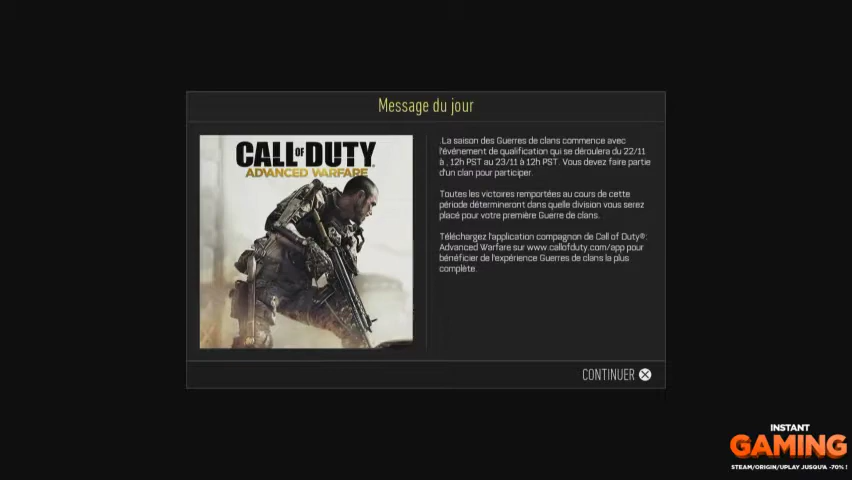 Message du jour
CALL OF DUTY®
ADVANCED WARFARE
.La saison des Guerres de clans commence avec
l'événement de qualification qui se déroulera du 22/11
à , 12h PST au 23/11 à 12h PST. Vous devez faire partie
d'un clan pour participer.
Toutes les victoires remportées au cours de cette
période détermineront dans quelle division vous serez
placé pour votre première Guerre de clans.
Téléchargez l'application compagnon de Call of Duty®:
Advanced Warfare sur www.callofduty.com/app pour
bénéficier de l'expérience Guerres de clans la plus
complète.
CONTINUER
INSTANT
GAMING
STEAM/ORIGIN/UPLAY JUSQU'A -70% !